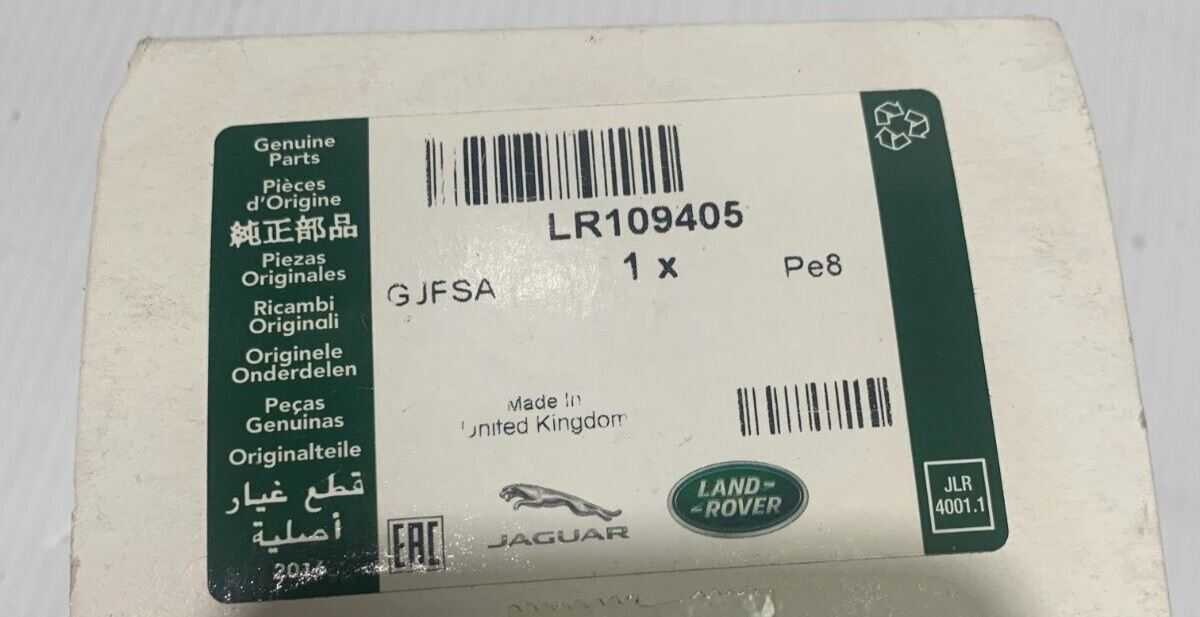 Genuine
Parts
Pièces
d'Origine
純正部品
Piezas
Originales
Ricambi
Originali
Originele
Onderdelen
Peças
Genuinas
Originalteile
قطع غيار
أصلية
2016
LR109405
1 x
Pe8
GJFSA
Made In
United Kingdom
EAC
JAGUAR
LAND-
-ROVER
JLR
4001.1